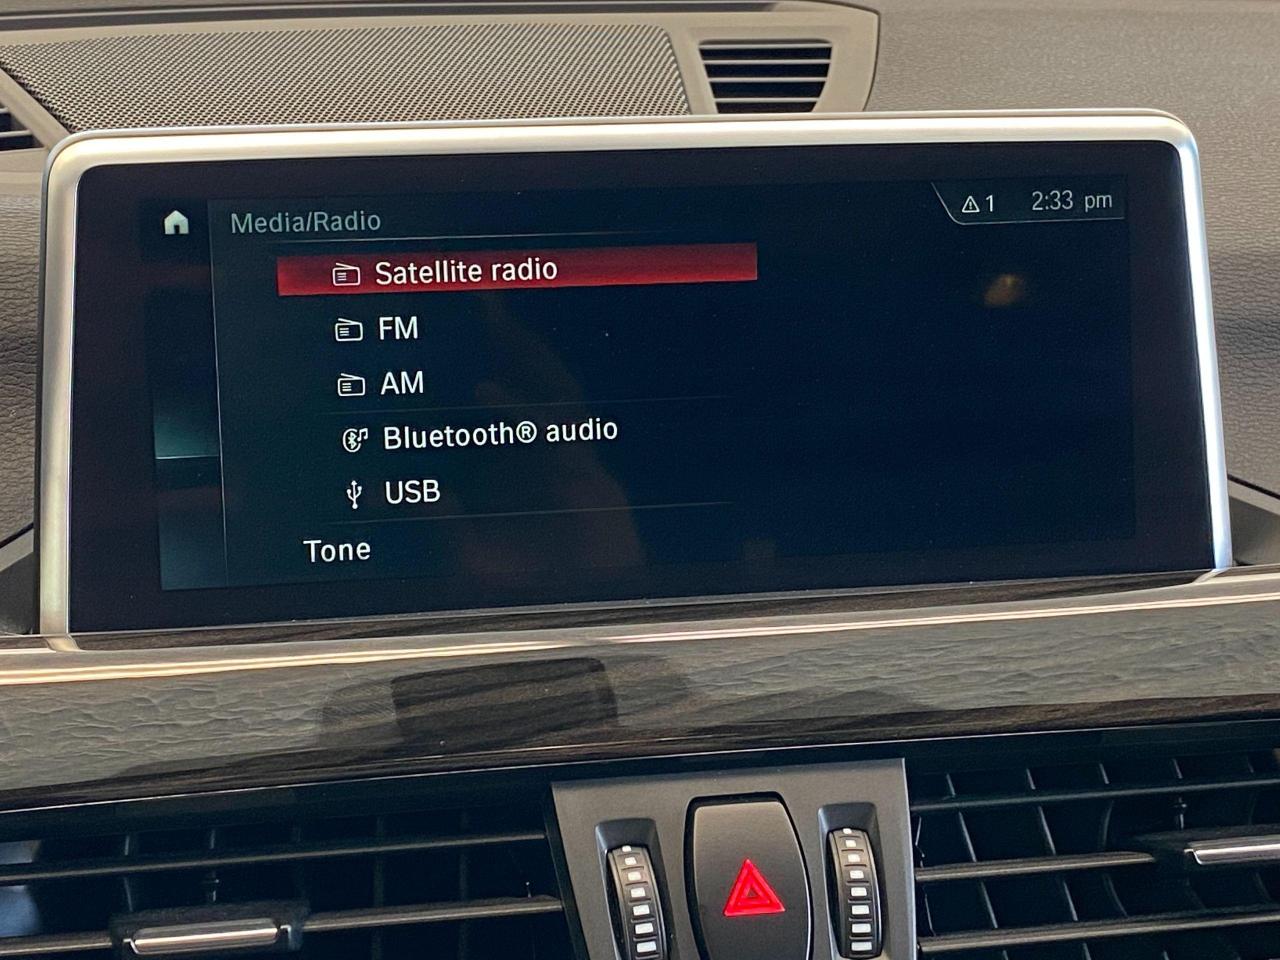 Media/Radio
1 2:33 pm
Satellite radio
FM
AM
Bluetooth® audio
USB
Tone